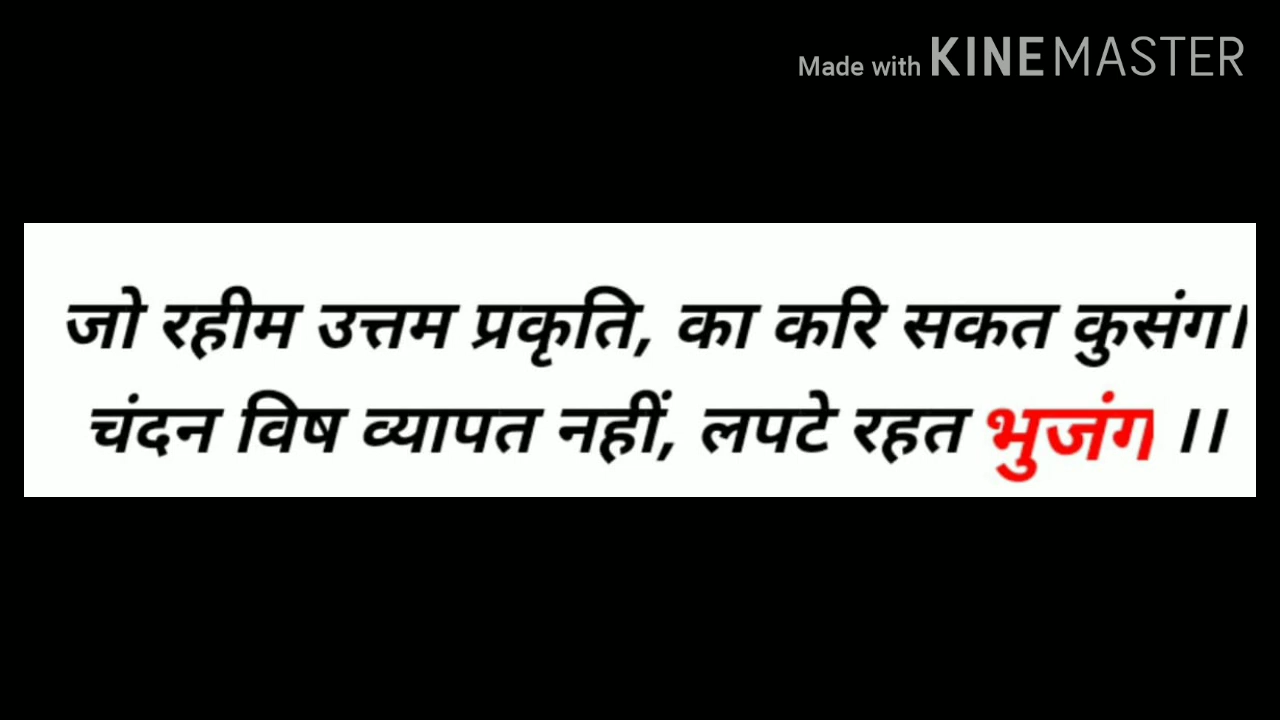 Made with KINEMASTER
जो रहीम उत्तम प्रकृति, का करि सकत कुसंग।
चंदन विष व्यापत नहीं, लपटे रहत भुजंग ।।